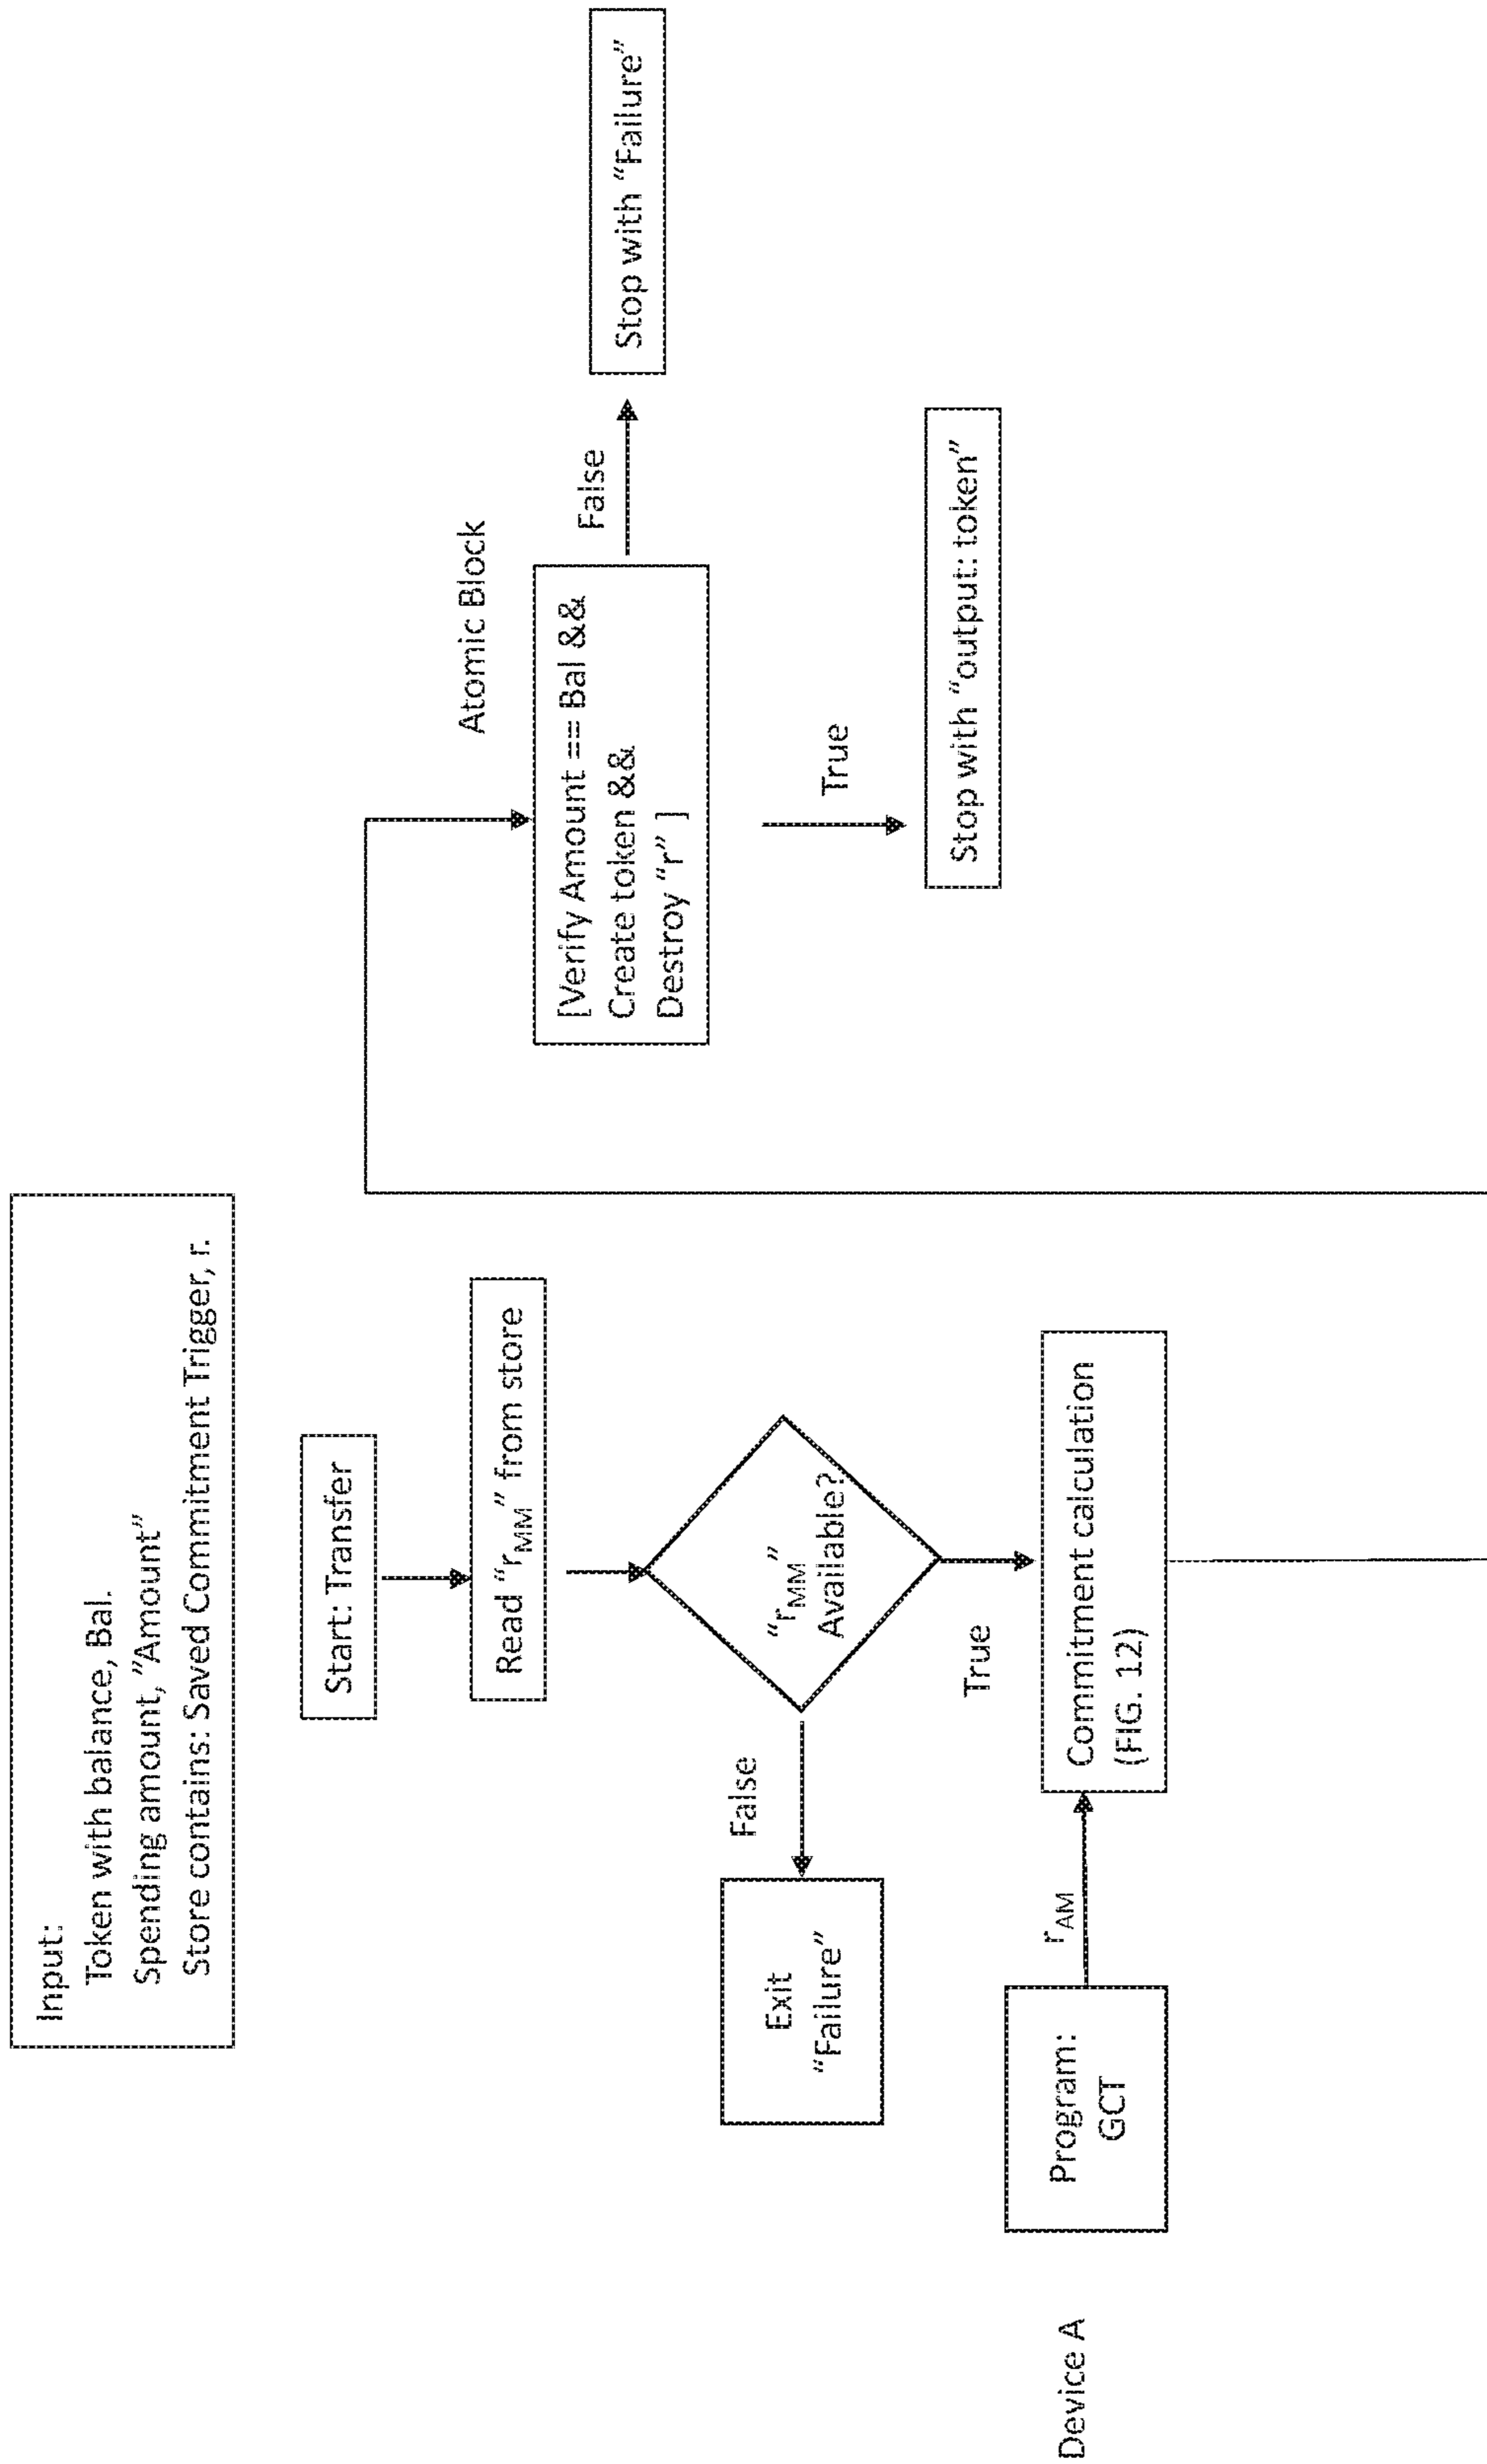 Input:
Token with balance, Bal.
Spending amount, ”Amount”
Store contains: Saved Commitment Trigger, r.
Start: Transfer
Read “rMM” from store
“rMM”
Available?
False
Exit
“Failure”
True
Device A
Program:
GCT
rAM
Commitment calculation
(FIG. 12)
Atomic Block
[Verify Amount == Bal &&
Create token &&
Destroy “r” ]
False
Stop with “Failure”
True
Stop with “output: token”